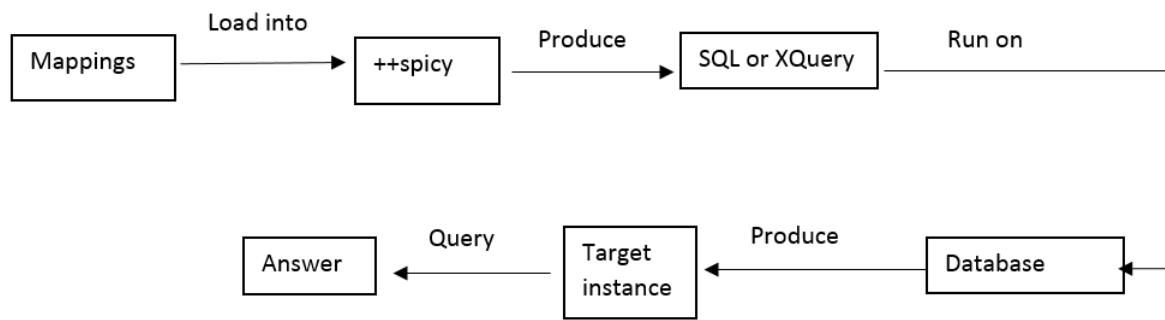 Load into
Produce
Run on
Mappings
++spicy
SQL or XQuery
Query
Produce
Answer
Target
instance
Database